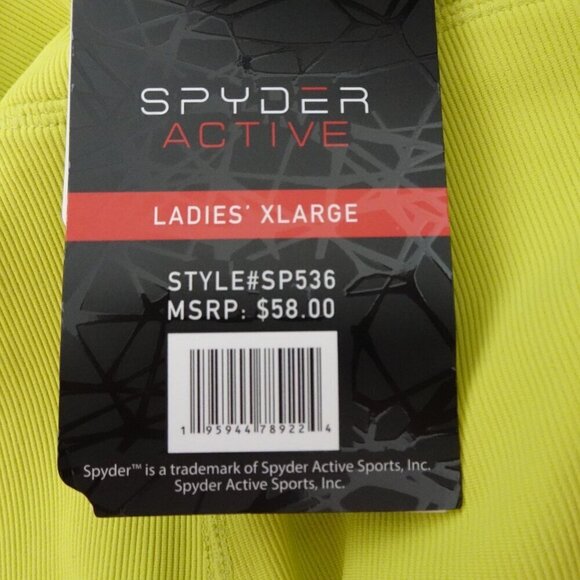 SPYDER
ACTIVE
LADIES' XLARGE
STYLE#SP536
MSRP: $58.00
1 95944 78922 4
Spyder™ is a trademark of Spyder Active Sports, Inc.
Spyder Active Sports, Inc.